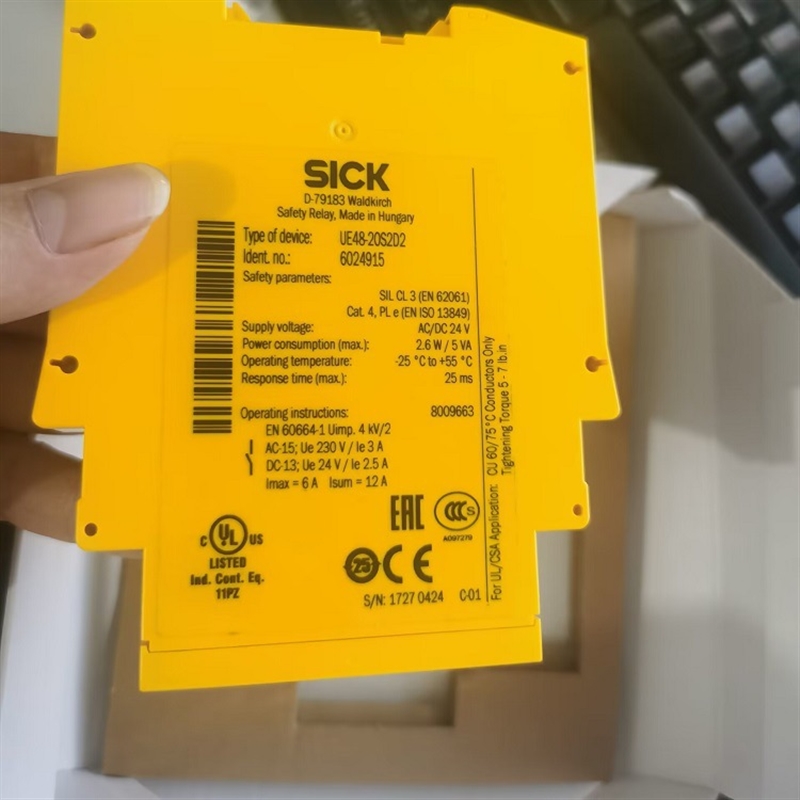 SICK
D-79183 Waldkirch
Safety Relay, Made in Hungary
Type of device: UE48-20S2D2
Ident. no.: 6024915
Safety parameters:
SIL CL 3 (EN 62061)
Cat. 4, PL e (EN ISO 13849)
Supply voltage: AC/DC 24 V
Power consumption (max.): 2.6 W / 5 VA
Operating temperature: -25 °C to +55 °C
Response time (max.): 25 ms
Operating instructions: 8009663
EN 60664-1 Uimp. 4 kV/2
AC-15; Ue 230 V / Ie 3 A
DC-13; Ue 24 V / Ie 2.5 A
Imax = 6 A Isum = 12 A
EAC
CCC S
A097279
C UL US
LISTED
Ind. Cont. Eq.
11PZ
25 CE
S/N: 1727 0424 C-01
For UL/CSA Application: CU 60/75°C Conductors Only
Tightening Torque 5 - 7 lb.in